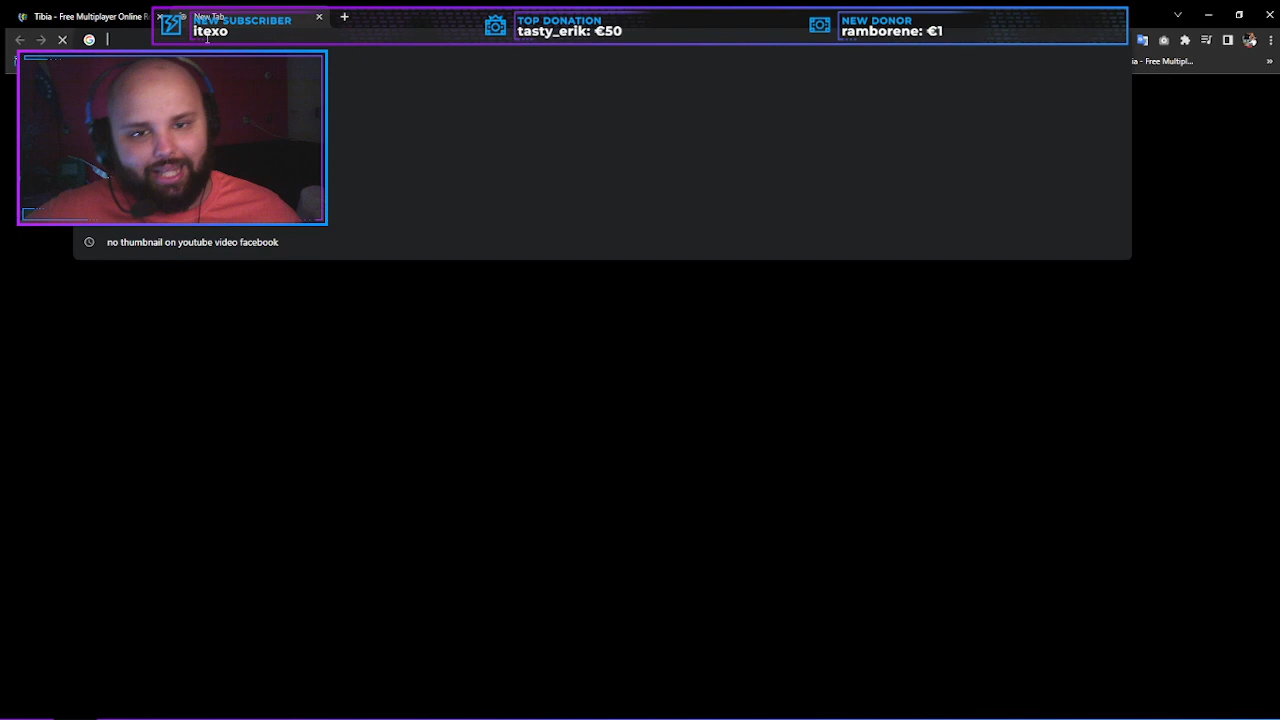 Tibia - Free Multiplayer Online R
New Tab
NEW SUBSCRIBER
itexo
TOP DONATION
tasty_erik: €50
NEW DONOR
ramborene: €1
ia - Free Multipl...
no thumbnail on youtube video facebook